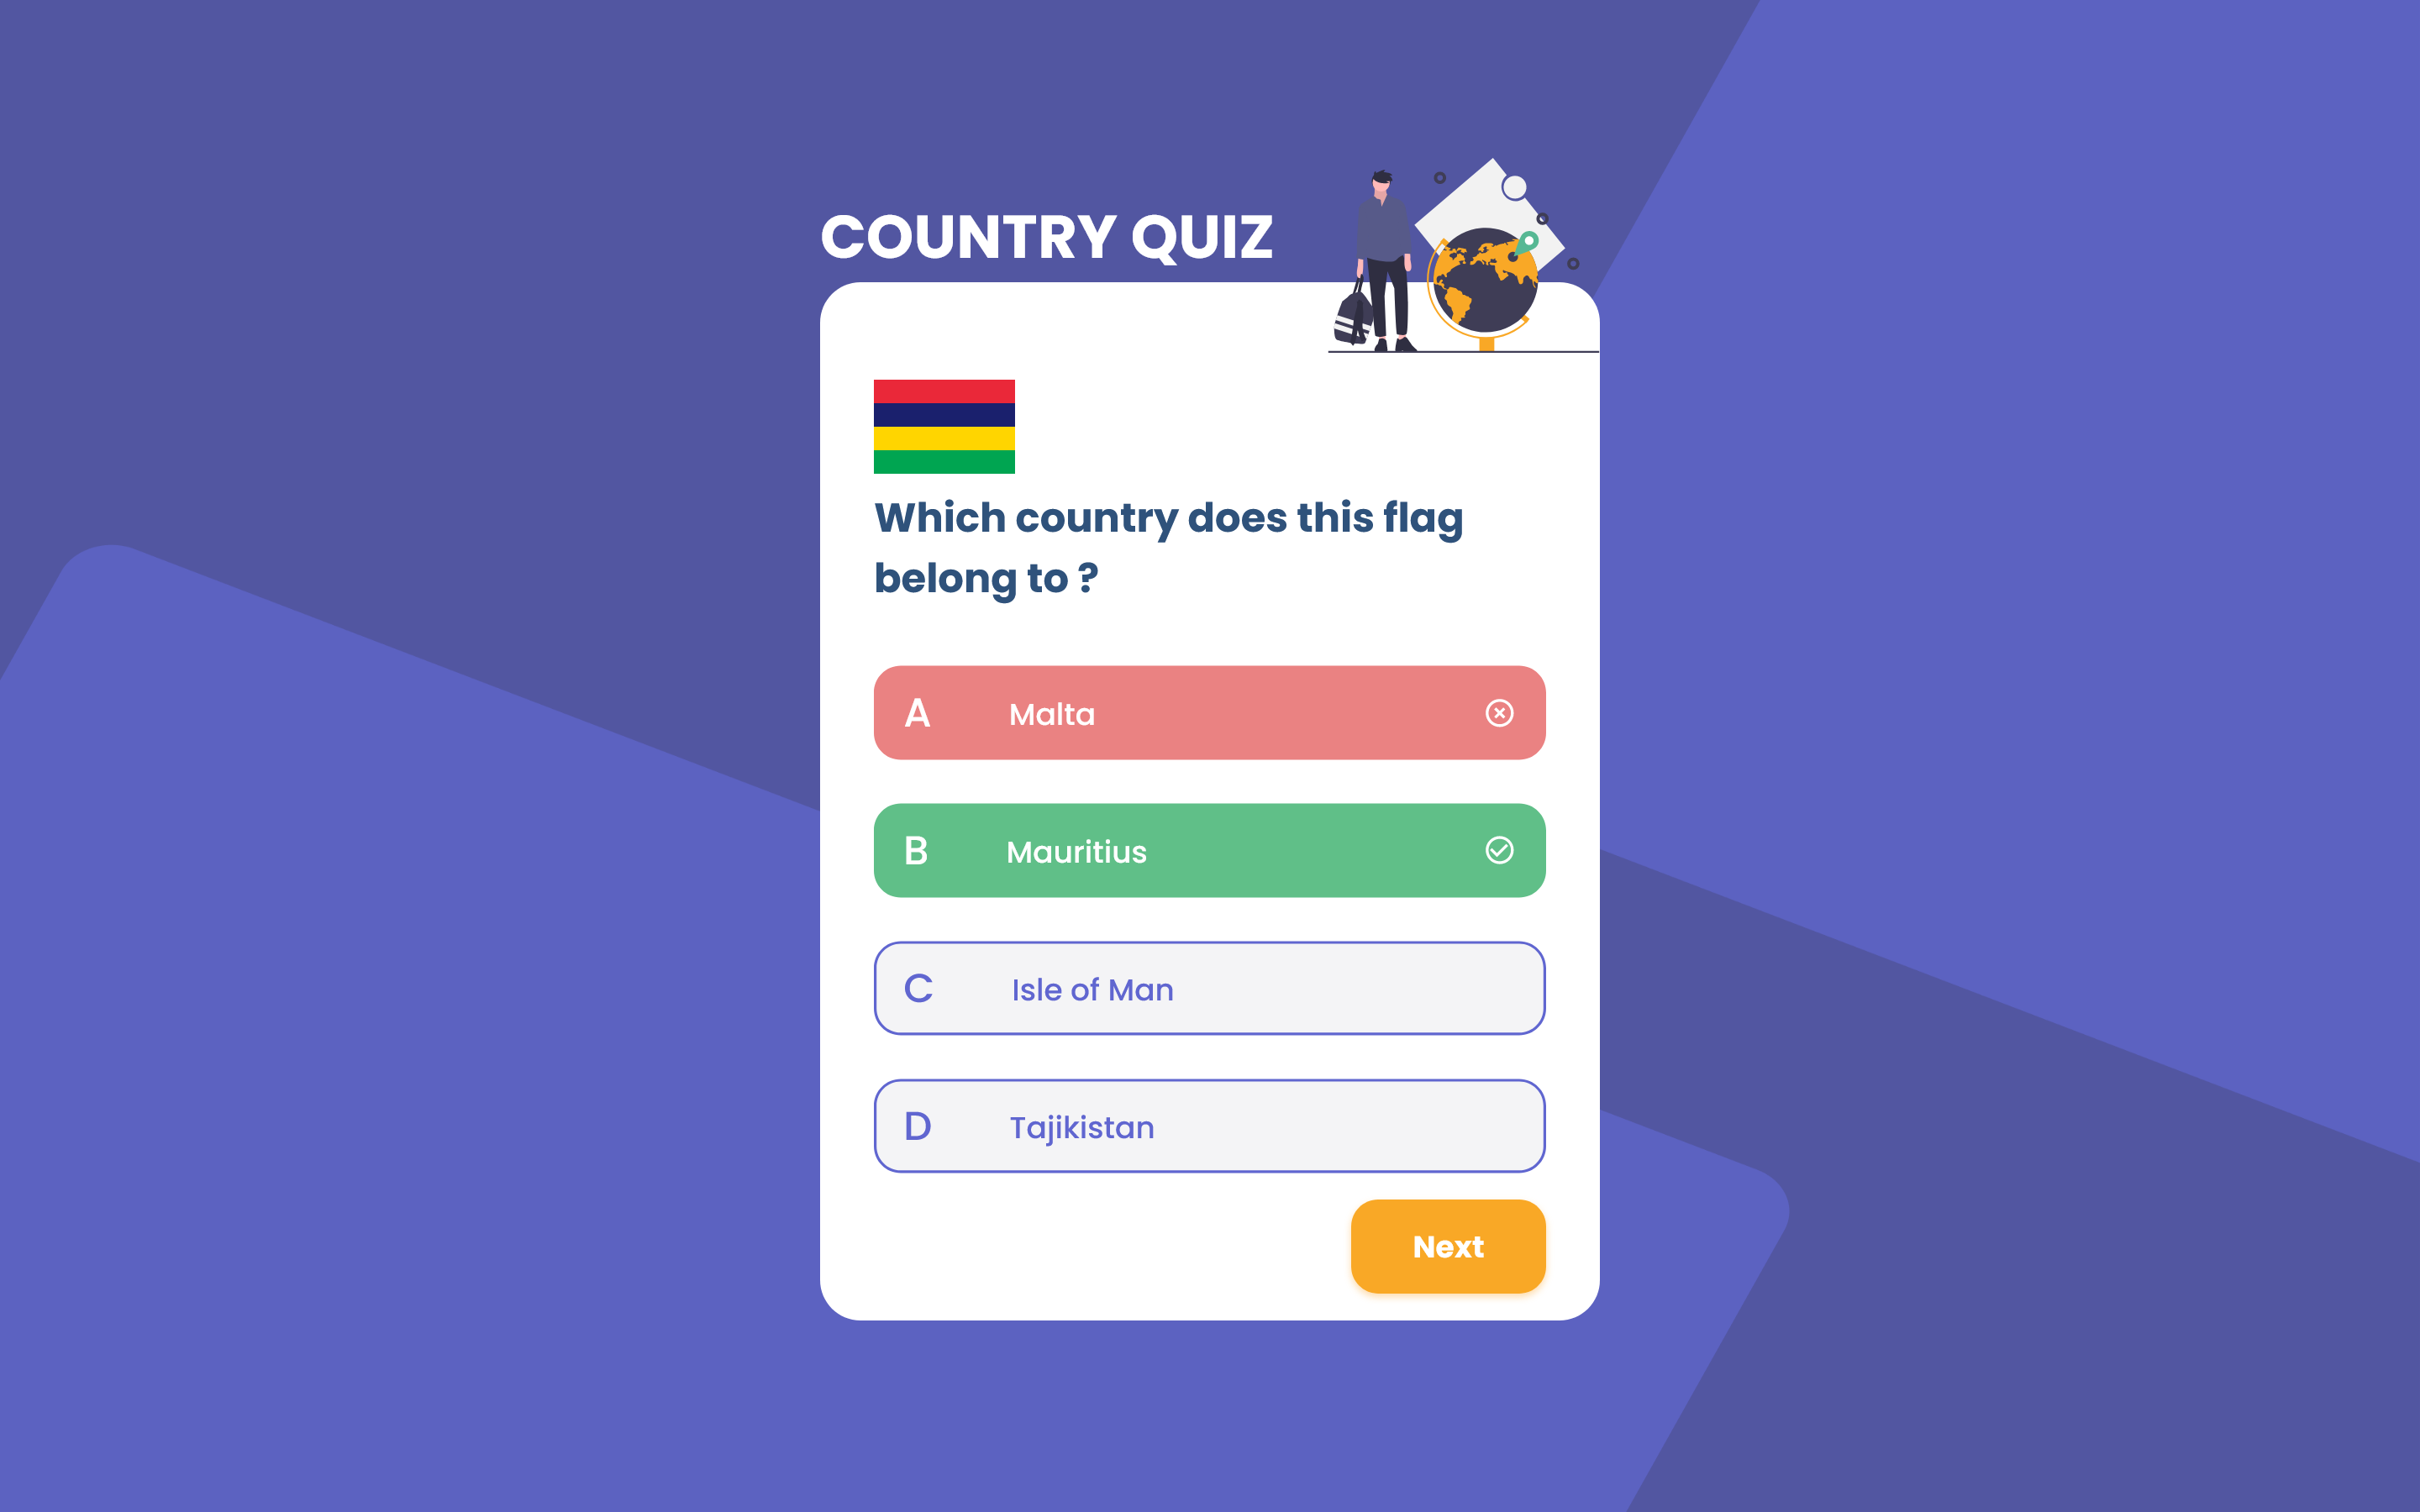 COUNTRY QUIZ
Which country does this flag
belong to ?
A Malta
B Mauritius
C Isle of Man
D Tajikistan
Next